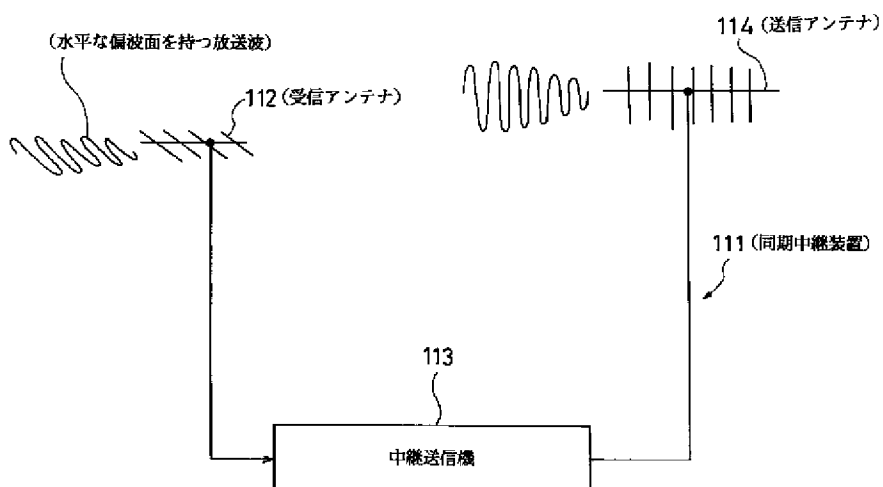 114(送信アンテナ)
(水平な偏波面を持つ放送波)
112(受信アンテナ)
111(同期中継装置)
113
中継送信機